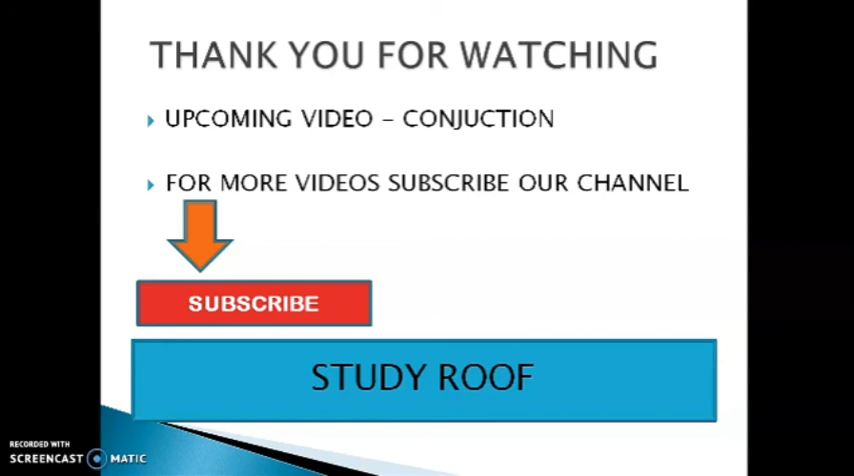 THANK YOU FOR WATCHING
UPCOMING VIDEO – CONJUCTION
FOR MORE VIDEOS SUBSCRIBE OUR CHANNEL
SUBSCRIBE
STUDY ROOF
RECORDED WITH
SCREENCAST MATIC